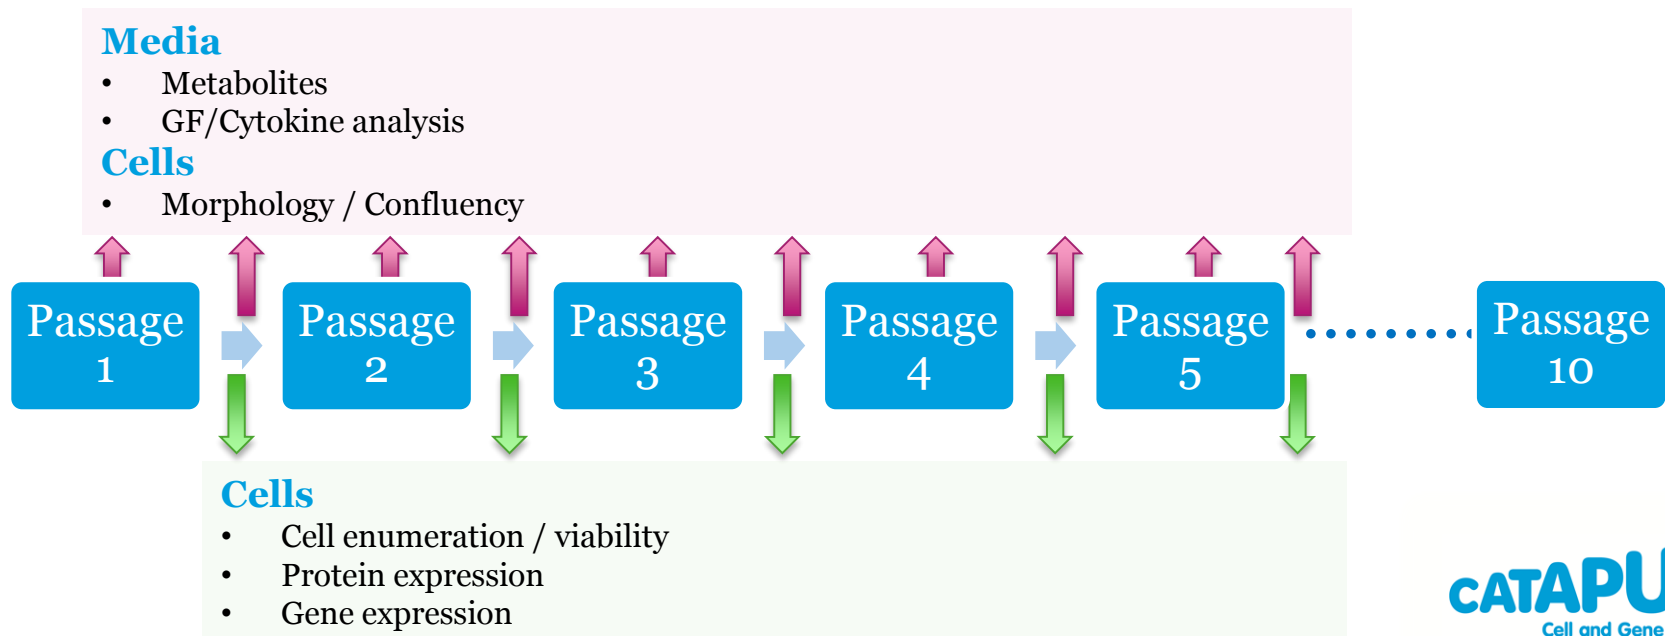 Media
• Metabolites
• GF/Cytokine analysis
Cells
• Morphology / Confluency
Passage
1
Passage
2
Passage
3
Passage
4
Passage
5
Passage
10
Cells
• Cell enumeration / viability
• Protein expression
• Gene expression
CATAPU
Cell and Gene